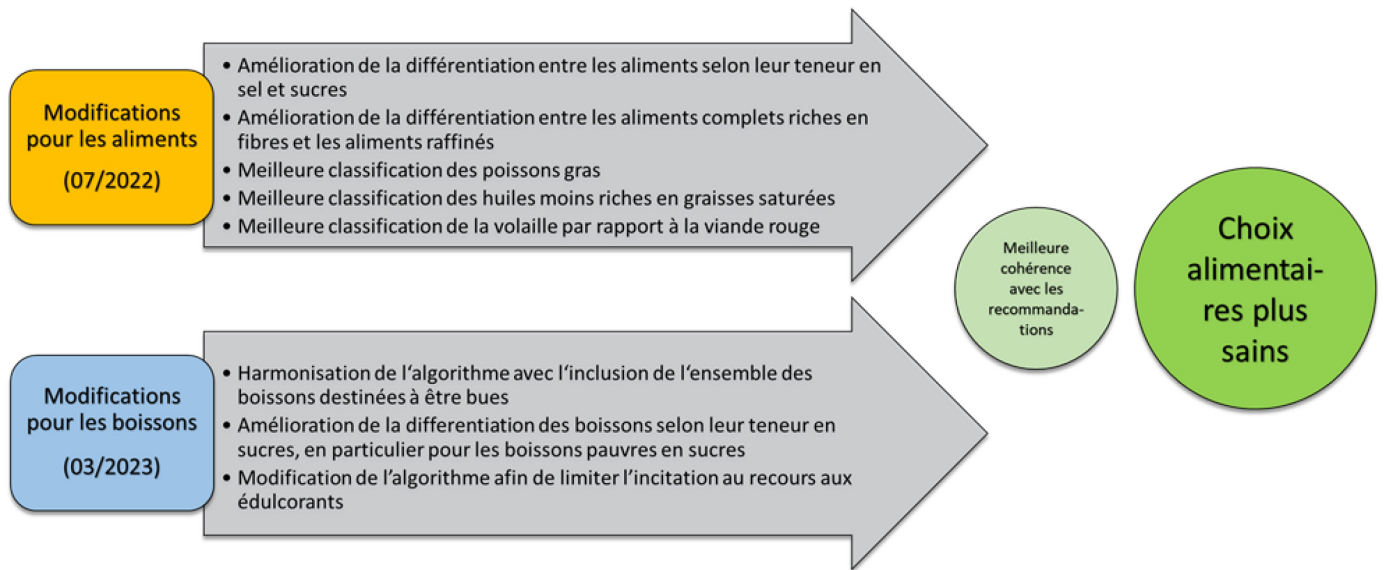 Modifications
pour les aliments
(07/2022)
• Amélioration de la différentiation entre les aliments selon leur teneur en
sel et sucres
• Amélioration de la différentiation entre les aliments complets riches en
fibres et les aliments raffinés
• Meilleure classification des poissons gras
• Meilleure classification des huiles moins riches en graisses saturées
• Meilleure classification de la volaille par rapport à la viande rouge
Modifications
pour les boissons
(03/2023)
• Harmonisation de l‘algorithme avec l‘inclusion de l‘ensemble des
boissons destinées à être bues
• Amélioration de la differentiation des boissons selon leur teneur en
sucres, en particulier pour les boissons pauvres en sucres
• Modification de l’algorithme afin de limiter l’incitation au recours aux
édulcorants
Meilleure
cohérence
avec les
recommanda-
tions
Choix
alimentai-
res plus
sains